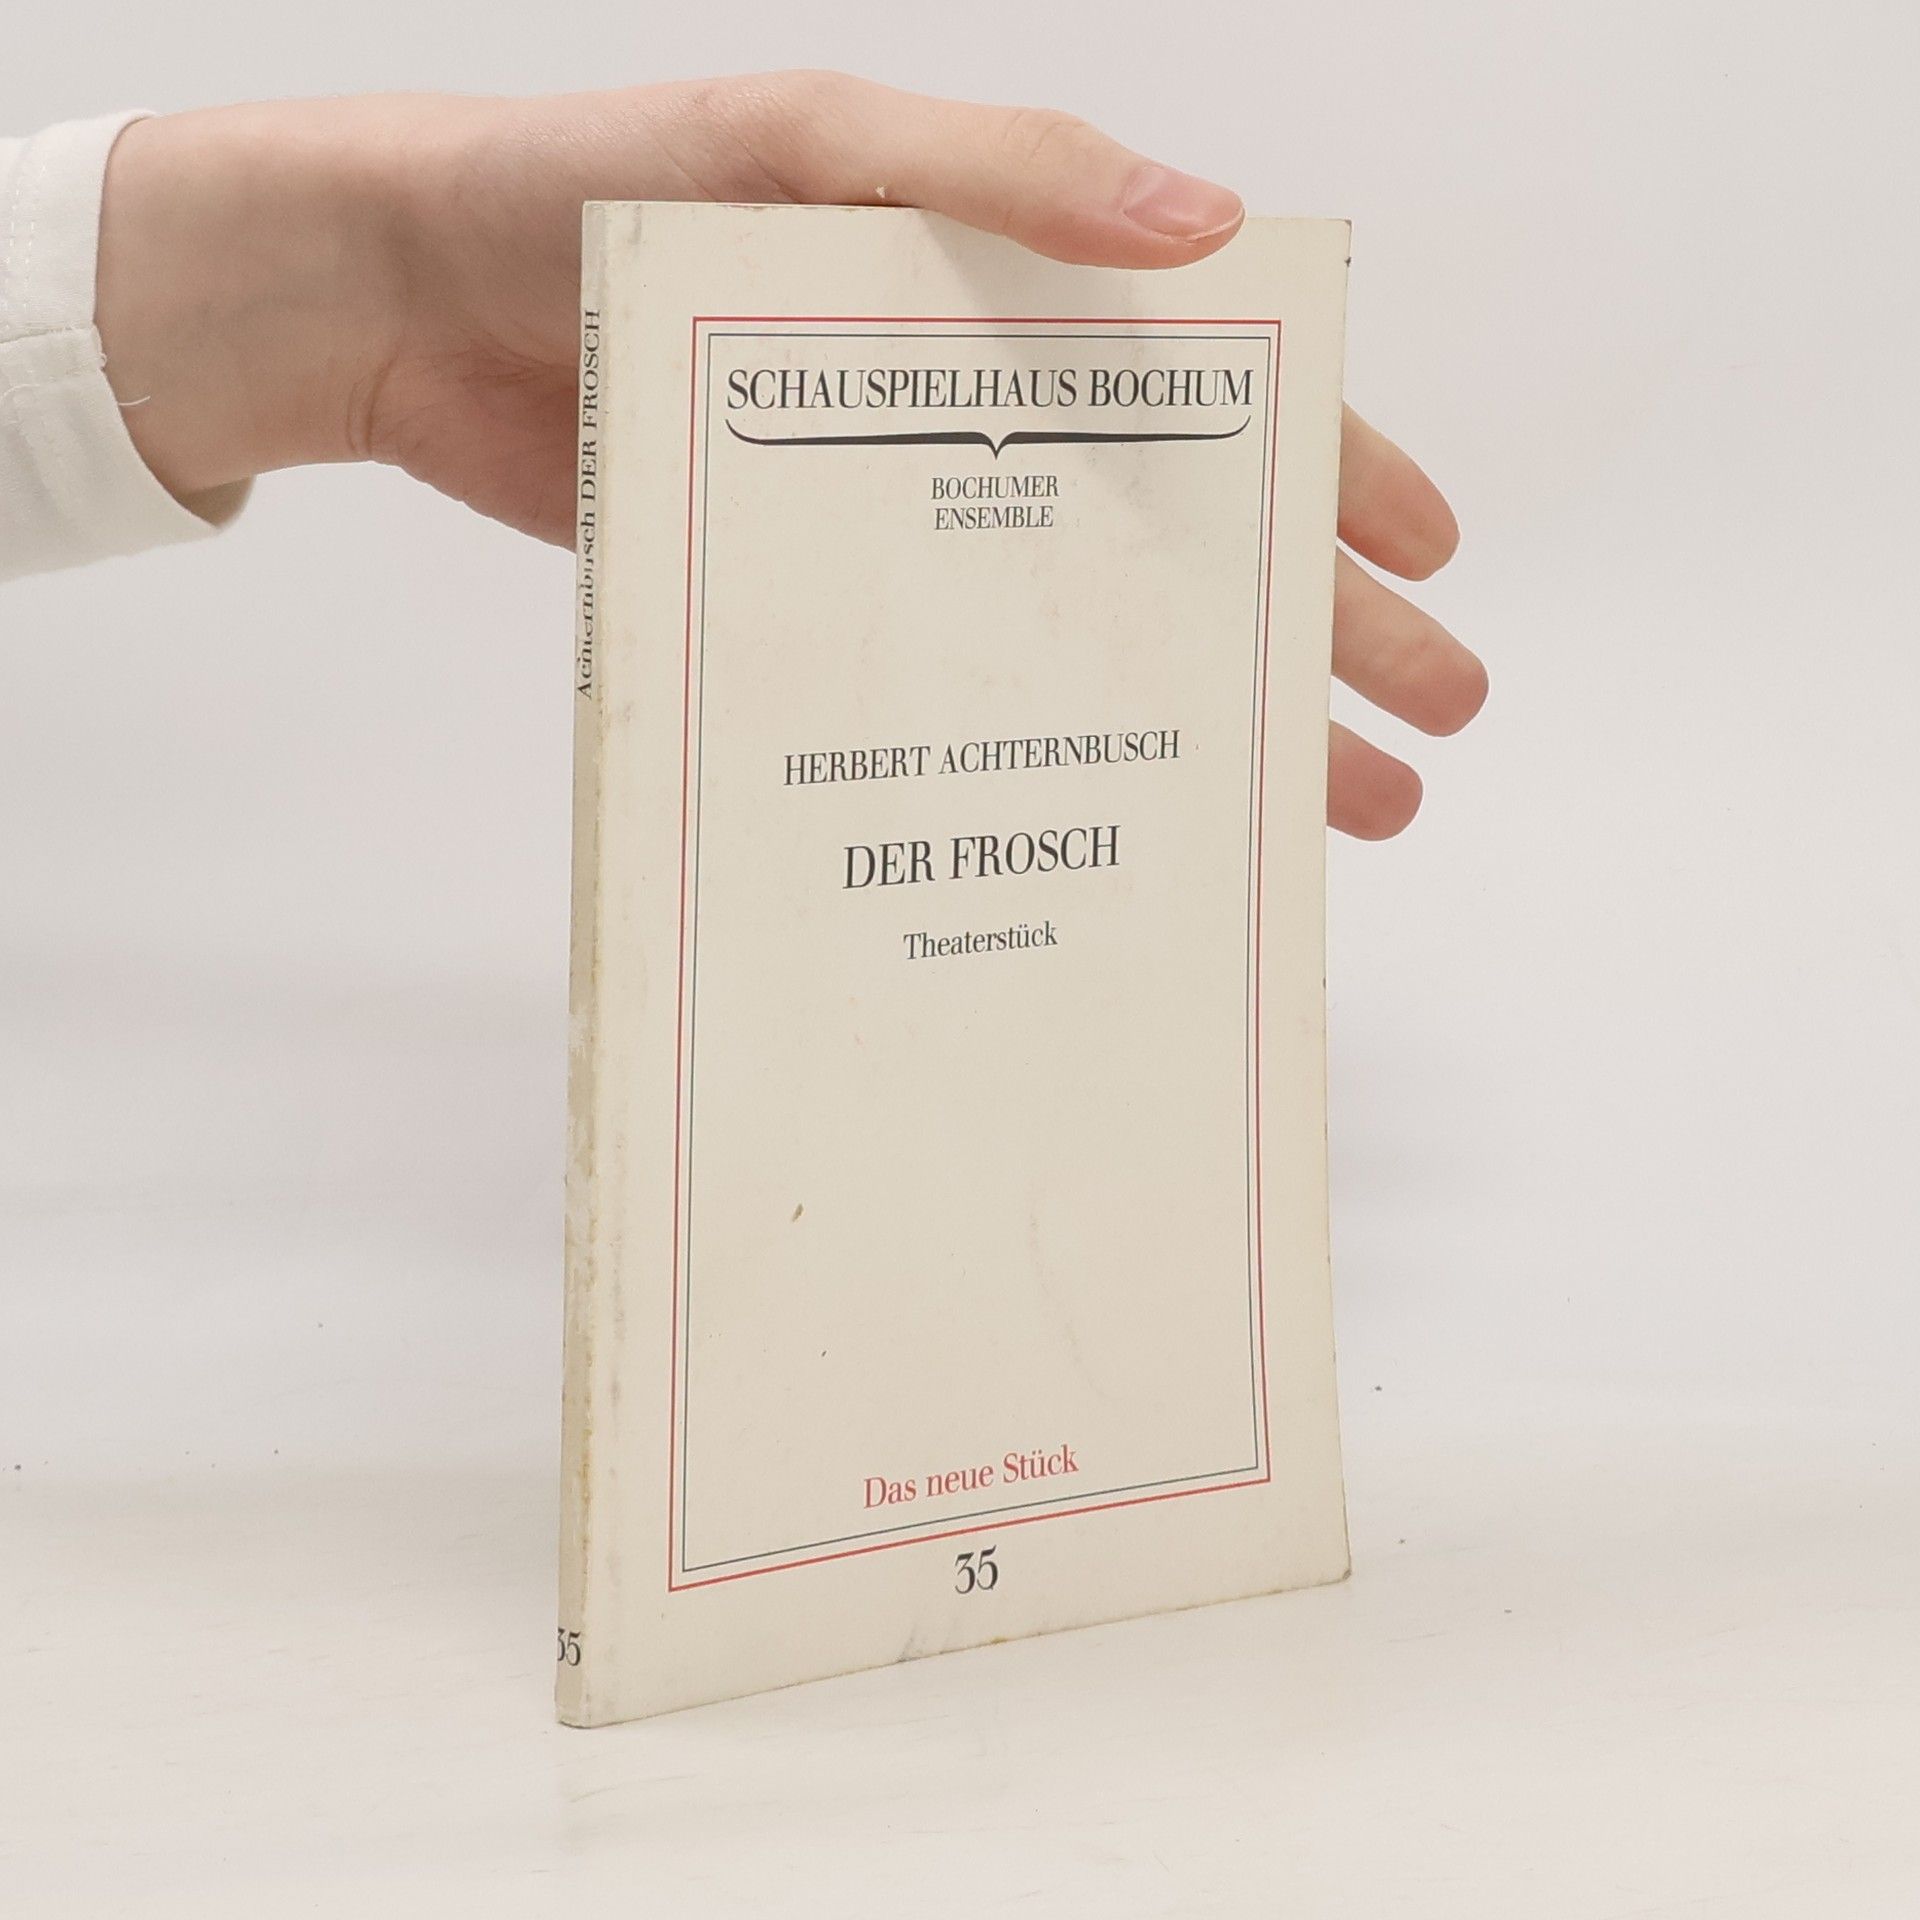 SCHAUSPIELHAUS BOCHUM
BOCHUMER
ENSEMBLE
HERBERT ACHTERNBUSCH
DER FROSCH
Theaterstück
Das neue Stück
35
Achternbusch DER FROSCH
35